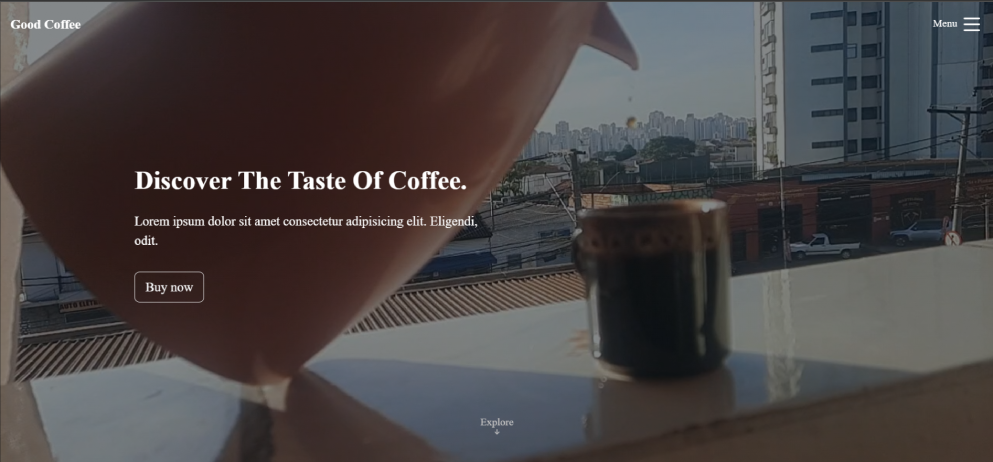 Good Coffee
Menu
Discover The Taste Of Coffee.
Lorem ipsum dolor sit amet consectetur adipisicing elit. Eligendi,
odit.
Buy now
Explore